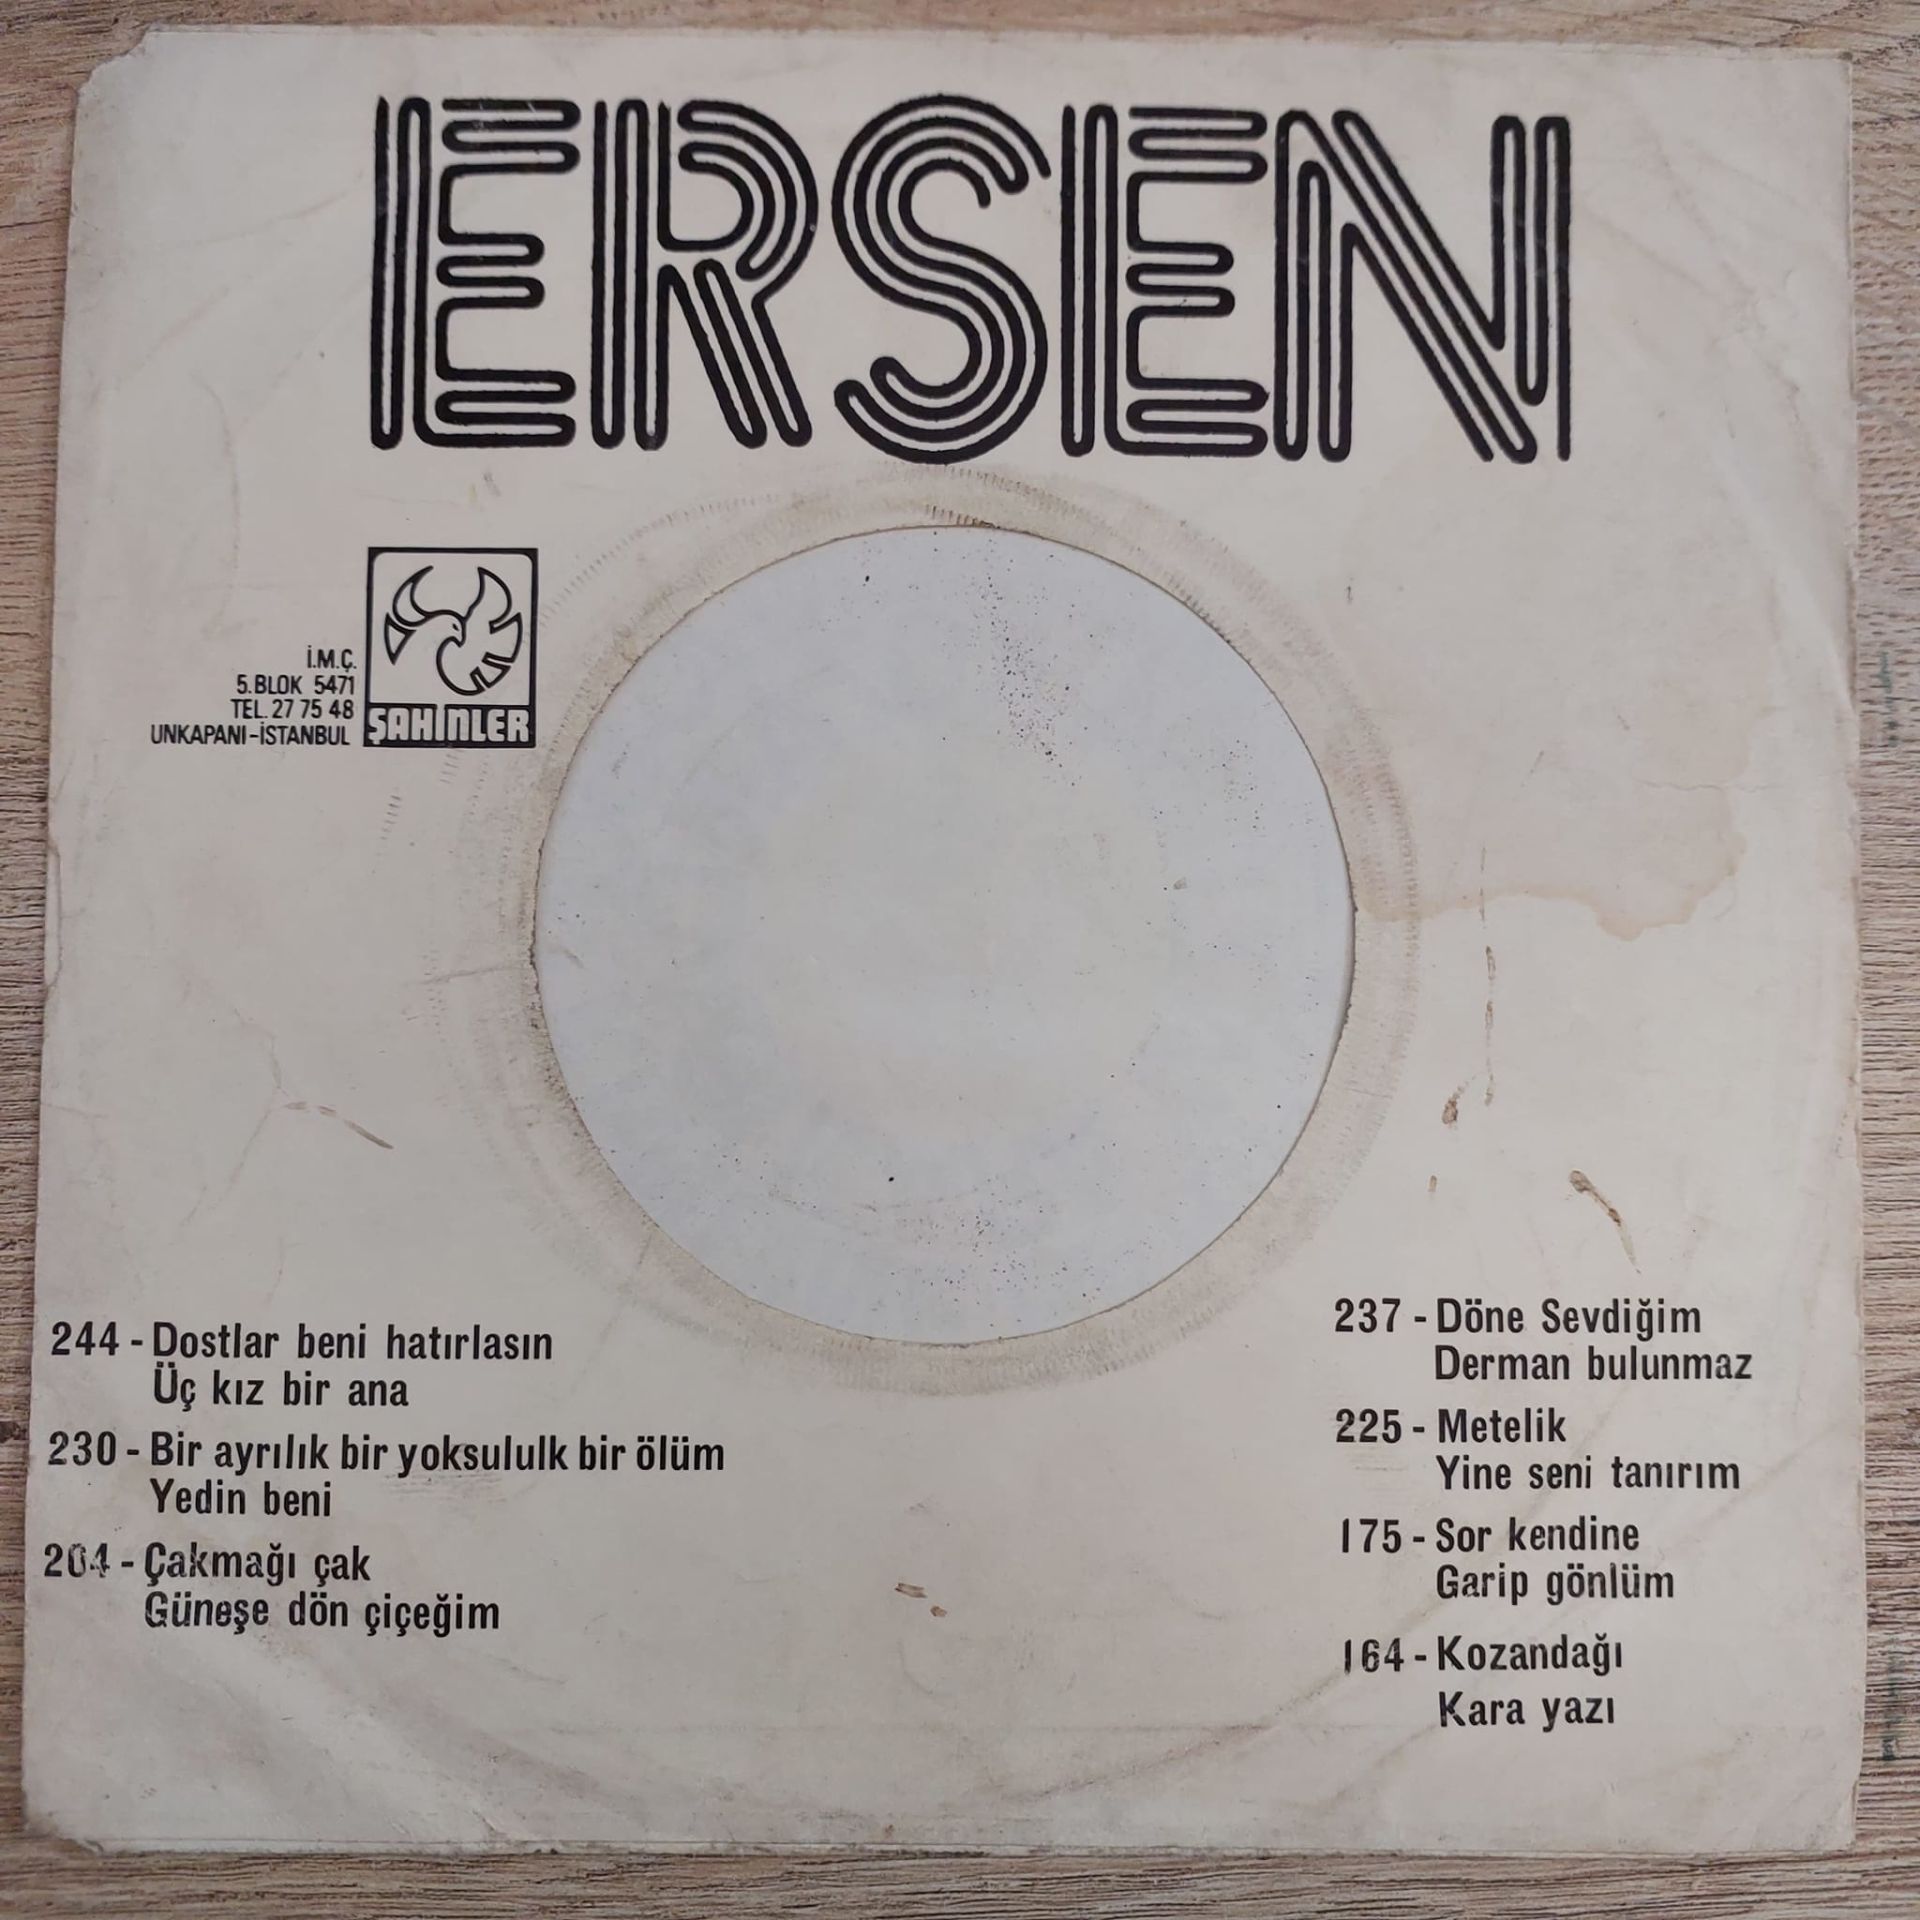 ERSEN
İ.M.Ç.
5.BLOK 5471
TEL. 27 75 48
UNKAPANI-İSTANBUL
ŞAHINLER
244 - Dostlar beni hatırlasın
Üç kız bir ana
230 - Bir ayrılık bir yoksululk bir ölüm
Yedin beni
204 - Çakmağı çak
Güneşe dön çiçeğim
237 - Döne Sevdiğim
Derman bulunmaz
225 - Metelik
Yine seni tanırım
175 - Sor kendine
Garip gönlüm
164 - Kozandağı
Kara yazı